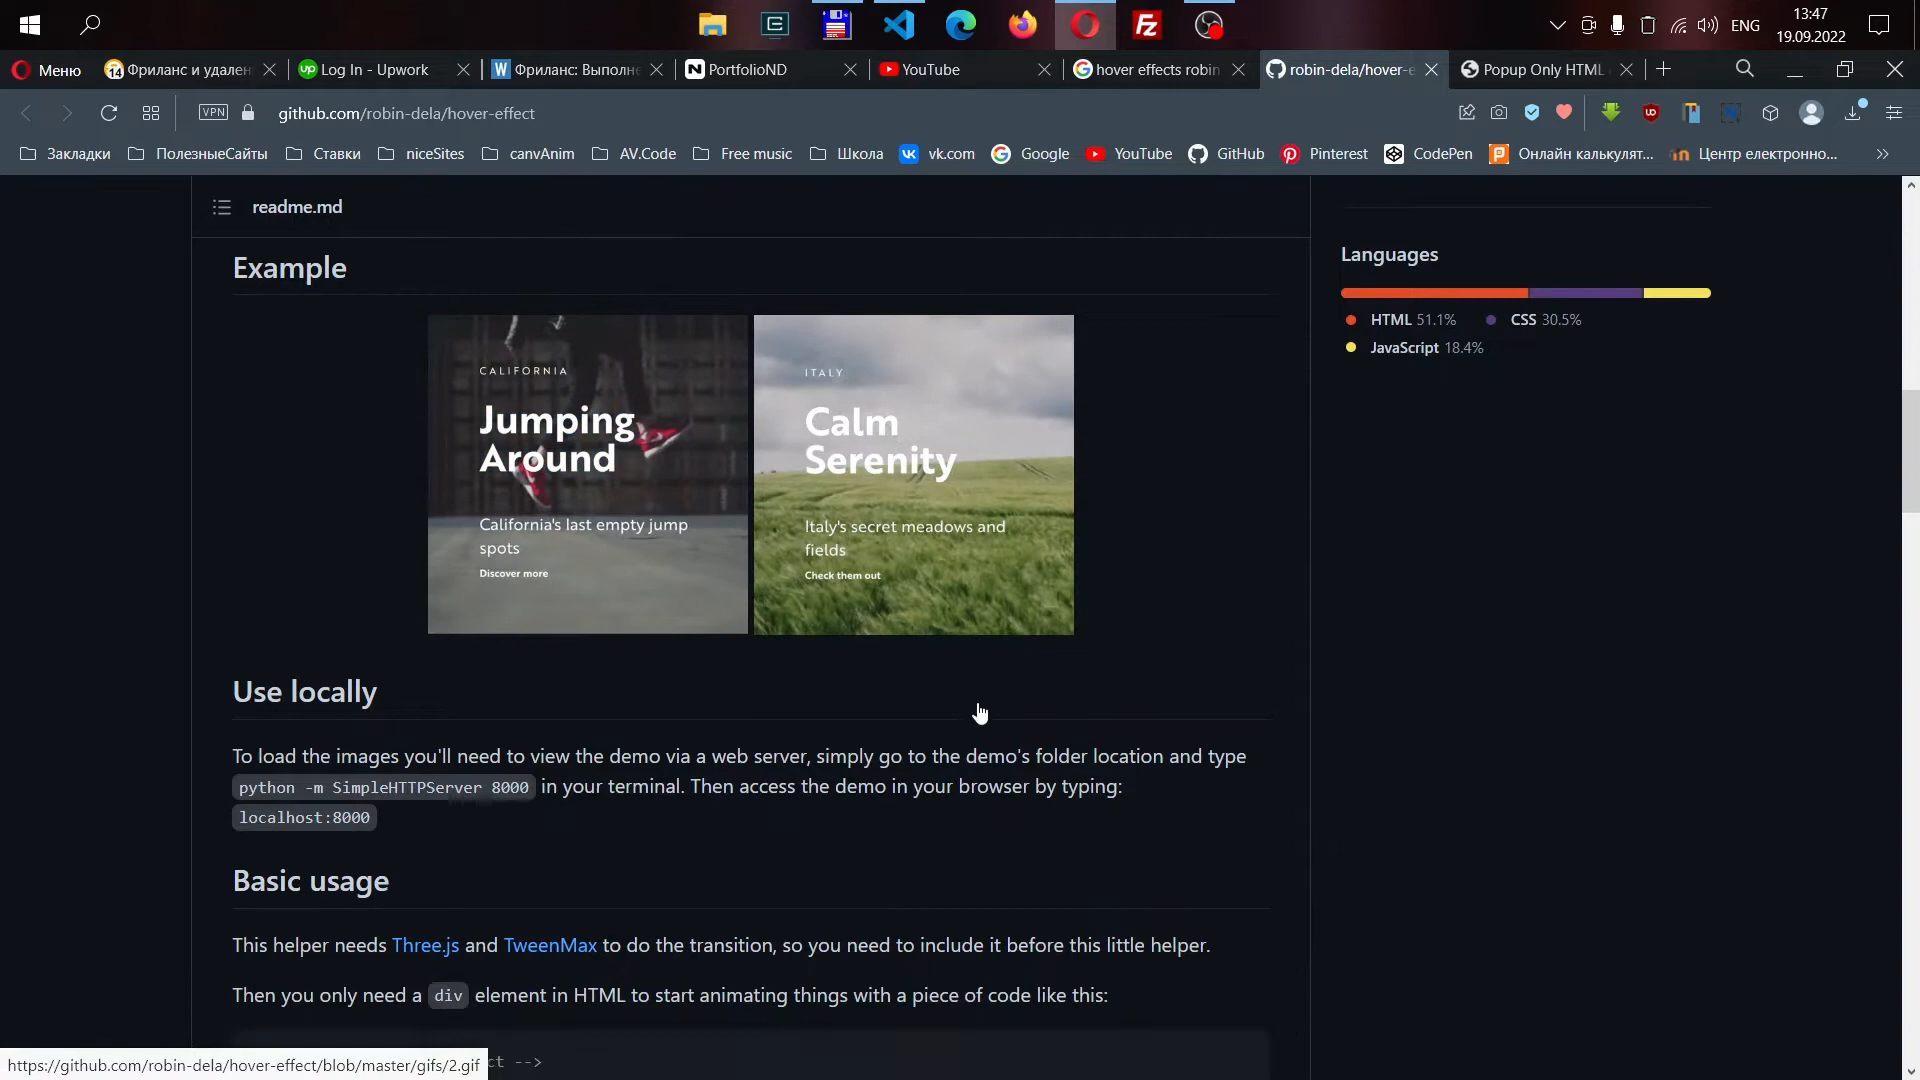 ENG
13:47
19.09.2022
Меню
14
Фриланс и удален
up
Log In - Upwork
W
Фриланс: Выполне
PortfolioND
YouTube
hover effects robin
robin-dela/hover-e
Popup Only HTML
VPN
github.com/robin-dela/hover-effect
Закладки
ПолезныеСайты
Ставки
niceSites
canvAnim
AV.Code
Free music
Школа
vk.com
Google
YouTube
GitHub
Pinterest
CodePen
Онлайн калькулят...
Центр електронно...
readme.md
Example
CALIFORNIA
Jumping
Around
California's last empty jump
spots
Discover more
ITALY
Calm
Serenity
Italy's secret meadows and
fields
Check them out
Languages
HTML 51.1%
CSS 30.5%
JavaScript 18.4%
Use locally
To load the images you'll need to view the demo via a web server, simply go to the demo's folder location and type
python -m SimpleHTTPServer 8000 in your terminal. Then access the demo in your browser by typing:
localhost:8000
Basic usage
This helper needs Three.js and TweenMax to do the transition, so you need to include it before this little helper.
Then you only need a div element in HTML to start animating things with a piece of code like this:
ct -->
https://github.com/robin-dela/hover-effect/blob/master/gifs/2.gif